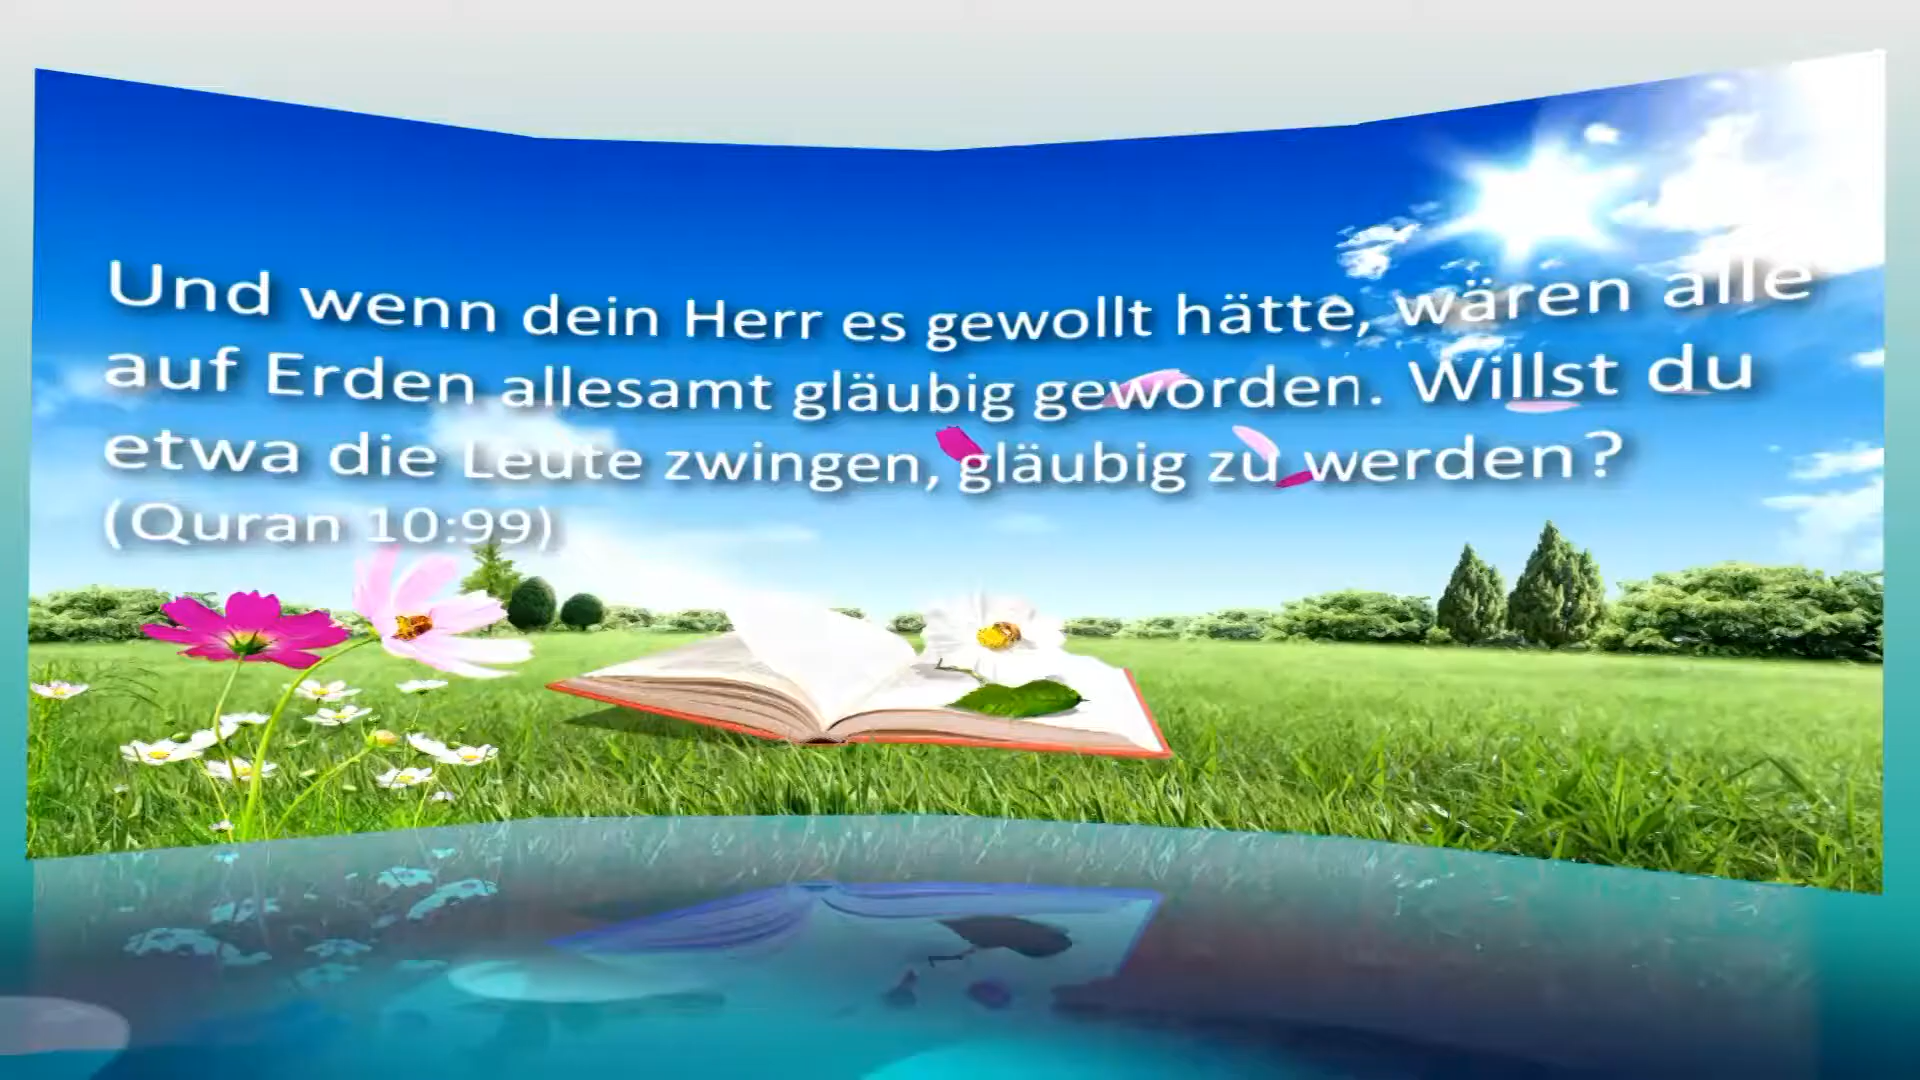 Und wenn dein Herr es gewollt hätte, wären alle
auf Erden allesamt gläubig geworden. Willst du
etwa die Leute zwingen, gläubig zu werden?
(Quran 10:99)